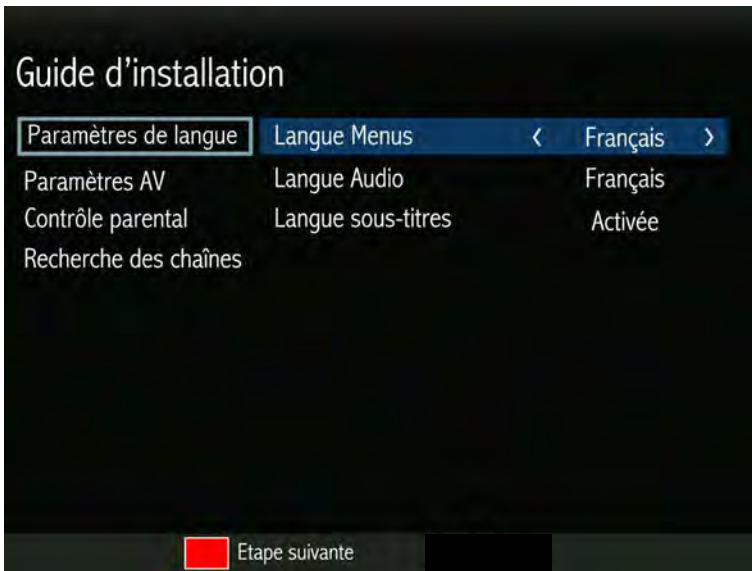 Guide d'installation
Paramètres de langue Langue Menus ‹ Français ›
Paramètres AV Langue Audio Français
Contrôle parental Langue sous-titres Activée
Recherche des chaînes
Etape suivante